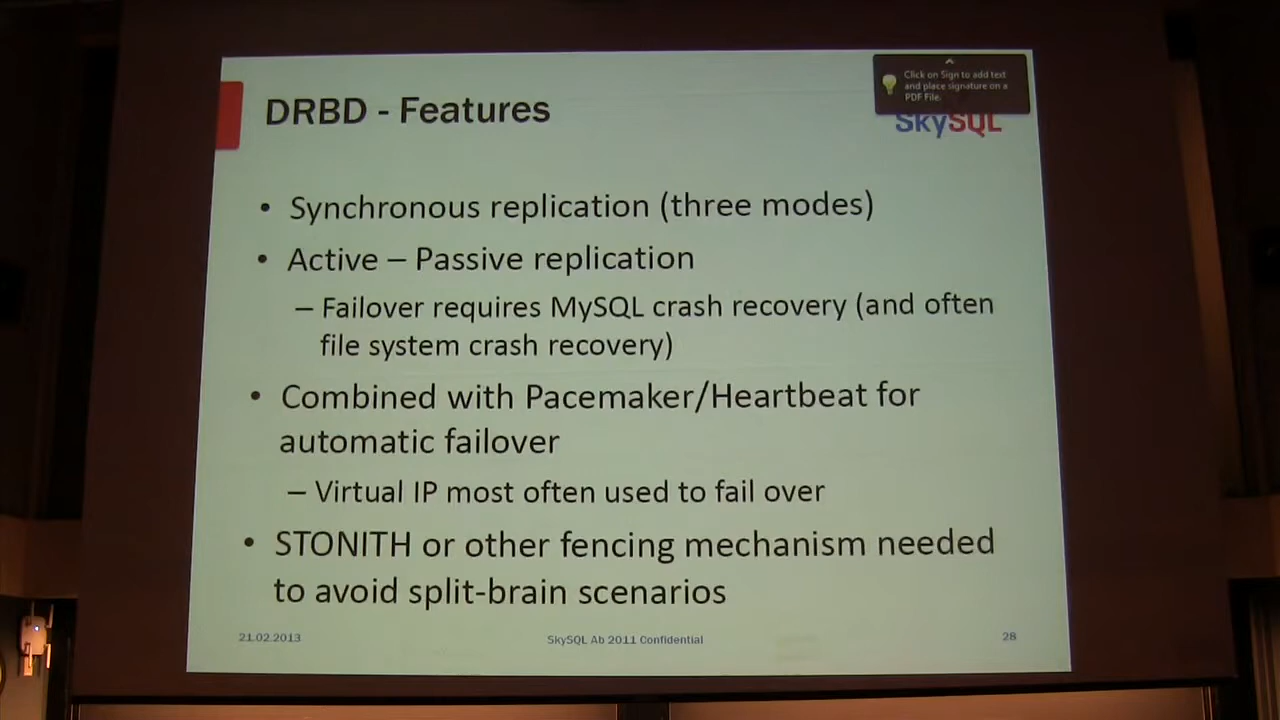 Click on Sign to add text
and place signature on a
PDF File.
DRBD - Features
SkySQL
• Synchronous replication (three modes)
• Active – Passive replication
– Failover requires MySQL crash recovery (and often
file system crash recovery)
• Combined with Pacemaker/Heartbeat for
automatic failover
– Virtual IP most often used to fail over
• STONITH or other fencing mechanism needed
to avoid split-brain scenarios
21.02.2013
SkySQL Ab 2011 Confidential
28